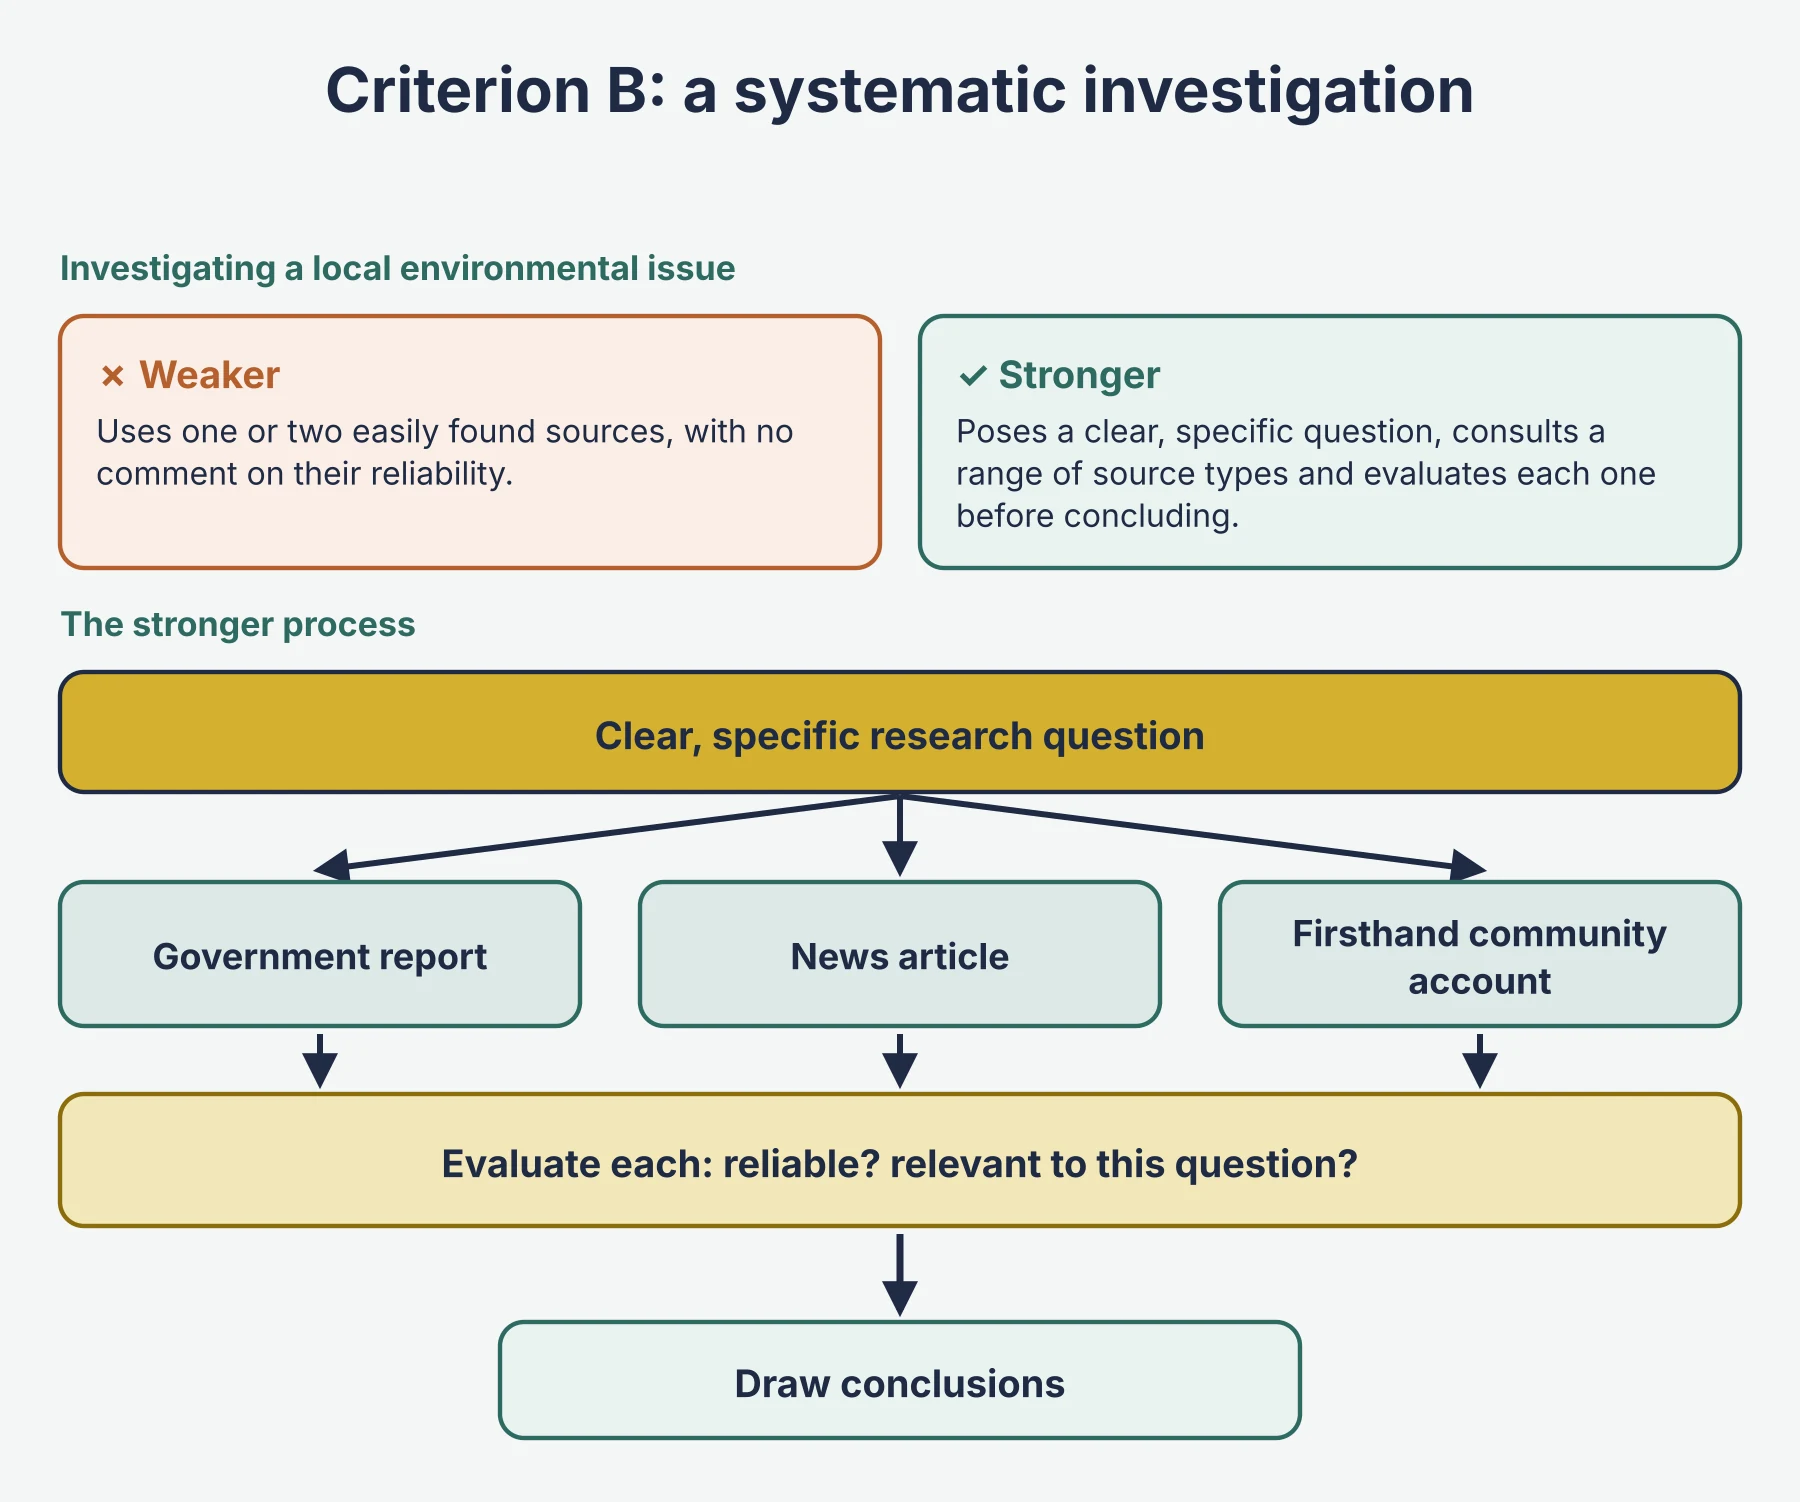 Criterion B: a systematic investigation
Investigating a local environmental issue
✕ Weaker
Uses one or two easily found sources, with no
comment on their reliability.
✓ Stronger
Poses a clear, specific question, consults a
range of source types and evaluates each one
before concluding.
The stronger process
Clear, specific research question
Government report
News article
Firsthand community
account
Evaluate each: reliable? relevant to this question?
Draw conclusions